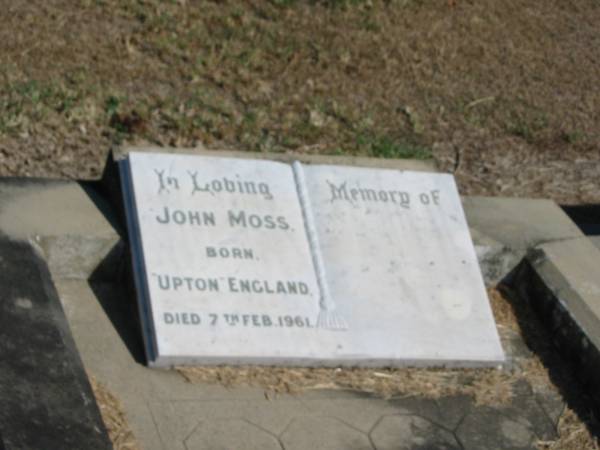 In Loving Memory of
JOHN MOSS.
BORN.
"UPTON" ENGLAND.
DIED 7TH FEB. 1961.